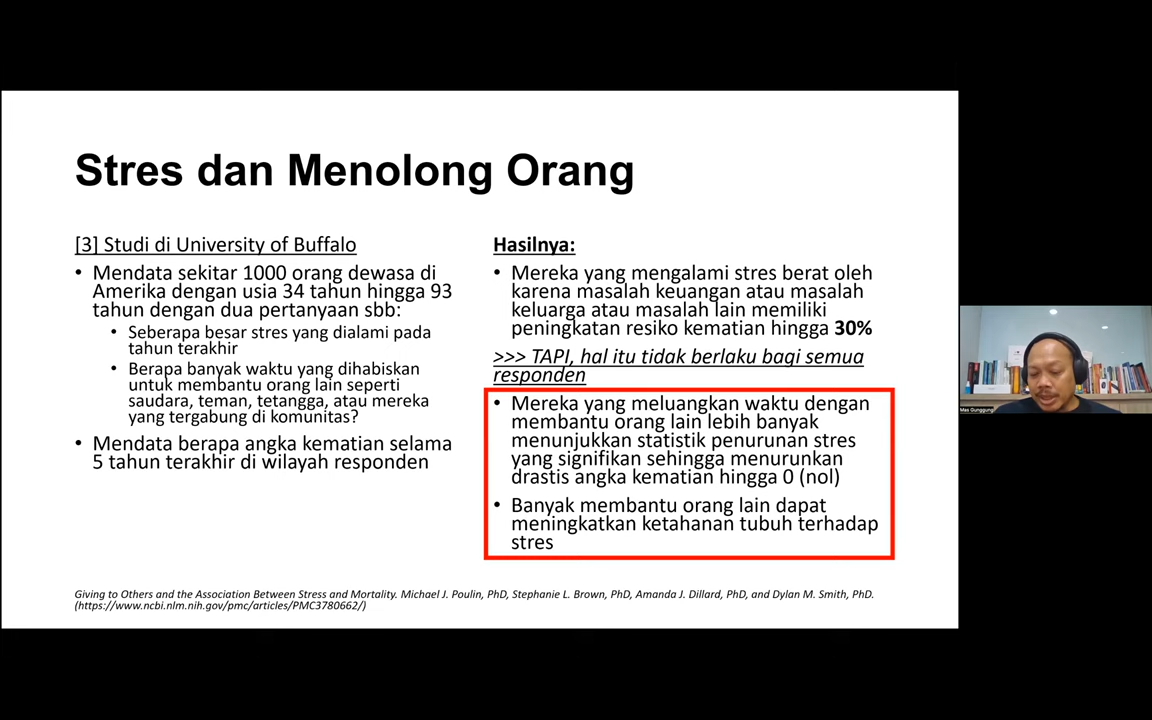 Stres dan Menolong Orang
[3] Studi di University of Buffalo
• Mendata sekitar 1000 orang dewasa di
Amerika dengan usia 34 tahun hingga 93
tahun dengan dua pertanyaan sbb:
• Seberapa besar stres yang dialami pada
tahun terakhir
• Berapa banyak waktu yang dihabiskan
untuk membantu orang lain seperti
saudara, teman, tetangga, atau mereka
yang tergabung di komunitas?
• Mendata berapa angka kematian selama
5 tahun terakhir di wilayah responden
Hasilnya:
• Mereka yang mengalami stres berat oleh
karena masalah keuangan atau masalah
keluarga atau masalah lain memiliki
peningkatan resiko kematian hingga 30%
>>> TAPI, hal itu tidak berlaku bagi semua
responden
• Mereka yang meluangkan waktu dengan
membantu orang lain lebih banyak
menunjukkan statistik penurunan stres
yang signifikan sehingga menurunkan
drastis angka kematian hingga 0 (nol)
• Banyak membantu orang lain dapat
meningkatkan ketahanan tubuh terhadap
stres
Giving to Others and the Association Between Stress and Mortality. Michael J. Poulin, PhD, Stephanie L. Brown, PhD, Amanda J. Dillard, PhD, and Dylan M. Smith, PhD.
(https://www.ncbi.nlm.nih.gov/pmc/articles/PMC3780662/)
Mas Gunggung